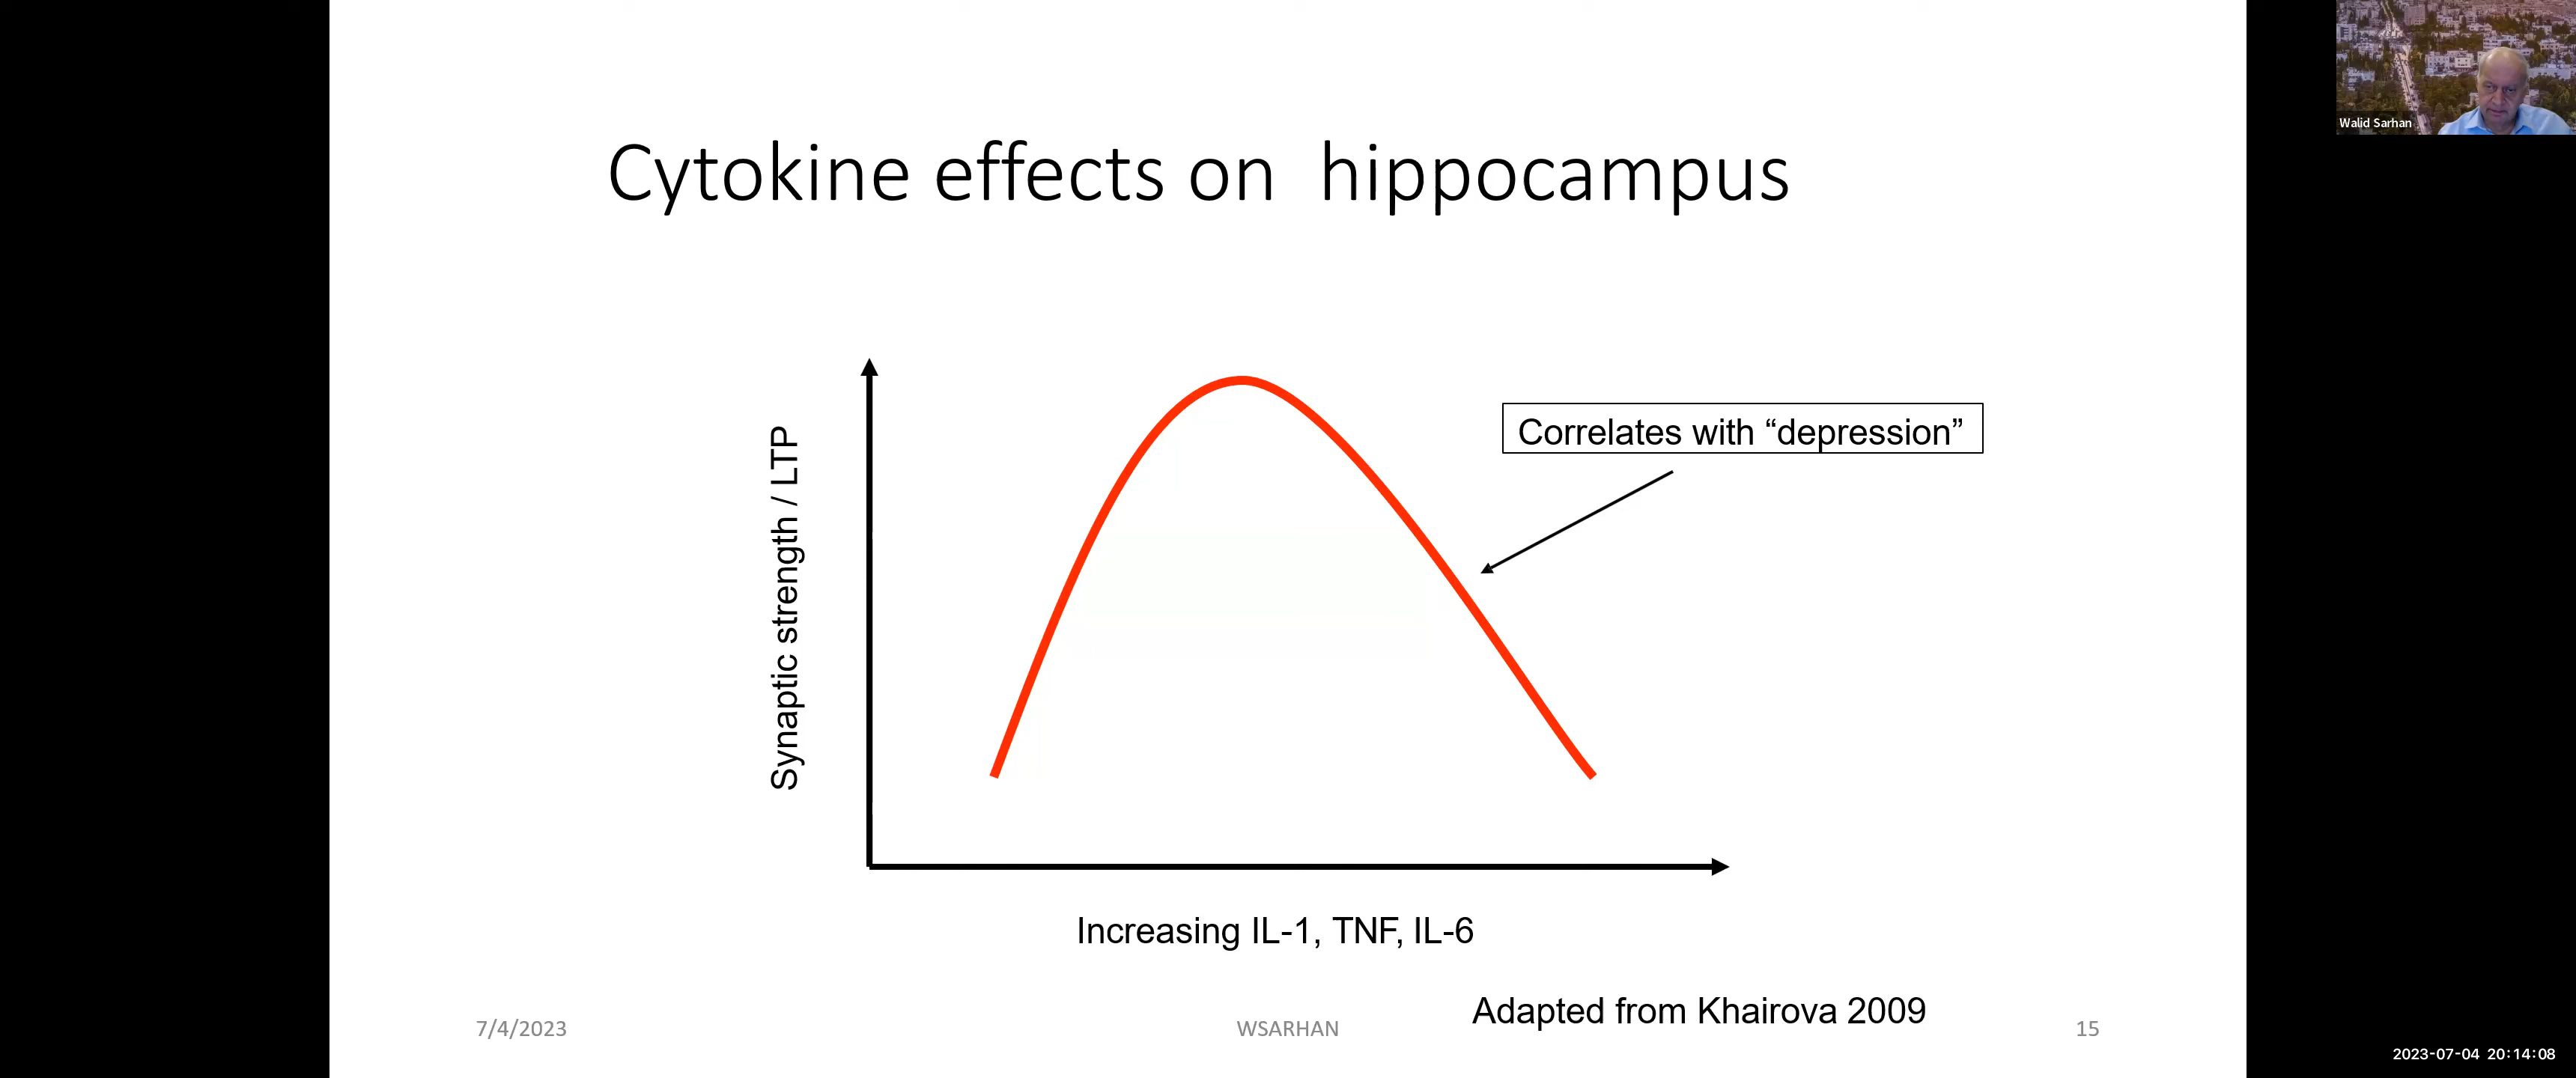 Walid Sarhan
Cytokine effects on hippocampus
Correlates with “depression”
Synaptic strength / LTP
Increasing IL-1, TNF, IL-6
Adapted from Khairova 2009
7/4/2023
WSARHAN
15
2023-07-04 20:14:08